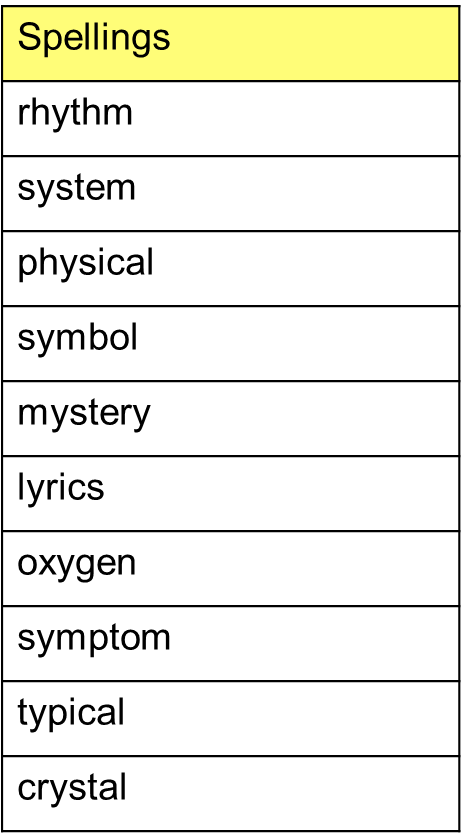 Spellings
rhythm
system
physical
symbol
mystery
lyrics
oxygen
symptom
typical
crystal